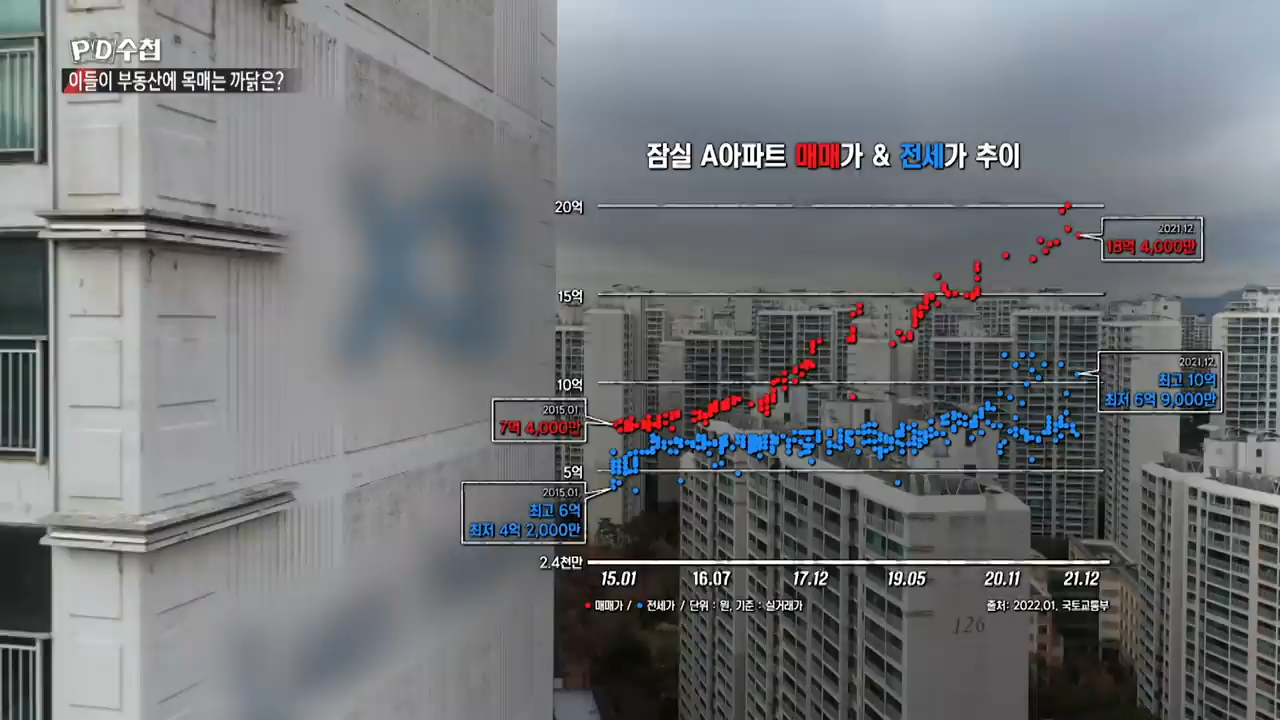 PD수첩
이들이 부동산에 목매는 까닭은?
잠실 A아파트 매매가 & 전세가 추이
20억
2021.12.
18억 4,000만
15억
2021.12.
최고 10억
최저 6억 9,000만
10억
2015.01.
7억 4,000만
5억
2015.01.
최고 6억
최저 4억 2,000만
2.4천만
15.01 16.07 17.12 19.05 20.11 21.12
매매가 / 전세가 / 단위 : 원, 기준 : 실거래가
출처: 2022.01. 국토교통부
126